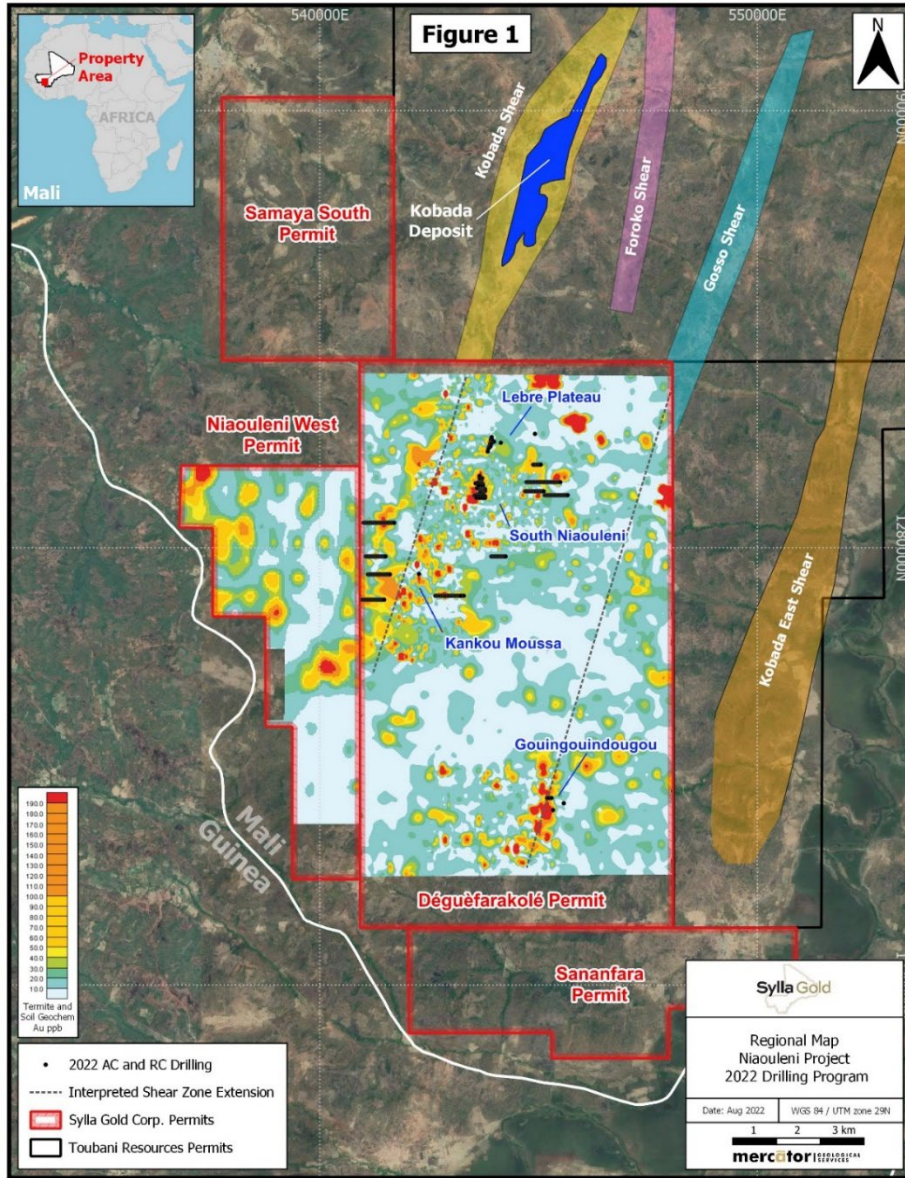 540000E
550000E
Figure 1
N
Property
Area
AFRICA
Mali
Kobada Shear
Kobada
Deposit
Foroko Shear
Gosso Shear
Samaya South
Permit
Niaouleni West
Permit
Lebre Plateau
South Niaouleni
1280000N
Kankou Moussa
Kobada East Shear
Gouingouindougou
Mali
Guinea
Déguèfarakolé Permit
Sananfara
Permit
190.0
180.0
170.0
160.0
150.0
140.0
130.0
120.0
110.0
100.0
90.0
80.0
70.0
60.0
50.0
40.0
30.0
20.0
10.0
Termite and
Soil Geochem
Au ppb
2022 AC and RC Drilling
Interpreted Shear Zone Extension
Sylla Gold Corp. Permits
Toubani Resources Permits
Sylla Gold
Regional Map
Niaouleni Project
2022 Drilling Program
Date: Aug 2022
WGS 84 / UTM zone 29N
1 2 3 km
mercator GEOLOGICAL SERVICES